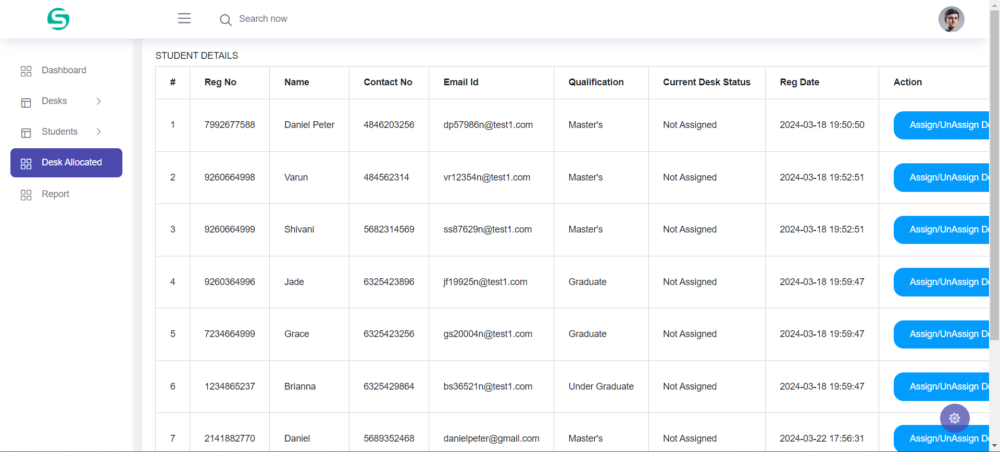 Search now
Dashboard
Desks
Students
Desk Allocated
Report
STUDENT DETAILS
# Reg No Name Contact No Email Id Qualification Current Desk Status Reg Date Action
1 7992677588 Daniel Peter 4846203256 dp57986n@test1.com Master's Not Assigned 2024-03-18 19:50:50 Assign/UnAssign De
2 9260664998 Varun 484562314 vr12354n@test1.com Master's Not Assigned 2024-03-18 19:52:51 Assign/UnAssign De
3 9260664999 Shivani 5682314569 ss87629n@test1.com Master's Not Assigned 2024-03-18 19:52:51 Assign/UnAssign De
4 9260364996 Jade 6325423896 jf19925n@test1.com Graduate Not Assigned 2024-03-18 19:59:47 Assign/UnAssign De
5 7234664999 Grace 6325423256 gs20004n@test1.com Graduate Not Assigned 2024-03-18 19:59:47 Assign/UnAssign De
6 1234865237 Brianna 6325429864 bs36521n@test1.com Under Graduate Not Assigned 2024-03-18 19:59:47 Assign/UnAssign De
7 2141882770 Daniel 5689352468 danielpeter@gmail.com Master's Not Assigned 2024-03-22 17:56:31 Assign/UnAssign De